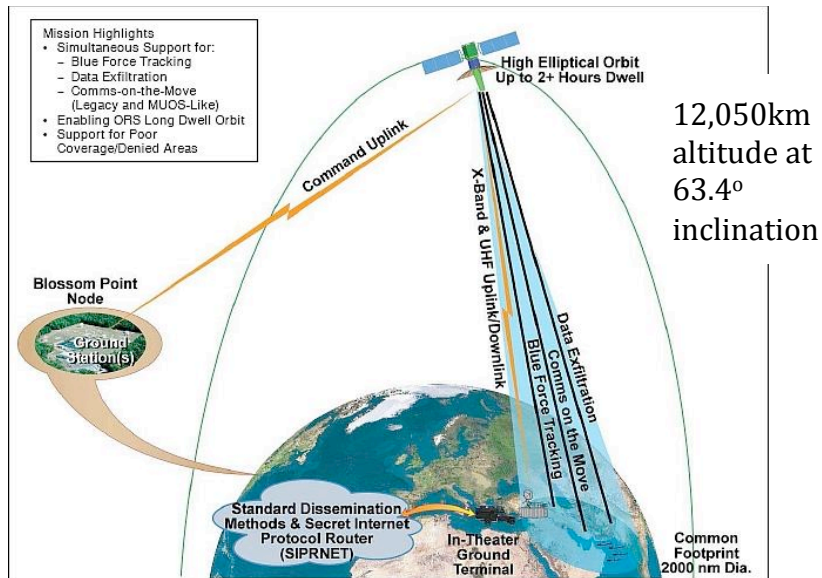 Mission Highlights
• Simultaneous Support for:
– Blue Force Tracking
– Data Exfiltration
– Comms-on-the-Move
(Legacy and MUOS-Like)
• Enabling ORS Long Dwell Orbit
• Support for Poor
Coverage/Denied Areas
High Elliptical Orbit
Up to 2+ Hours Dwell
12,050km
altitude at
63.4º
inclination
Command Uplink
X-Band & UHF Uplink/Downlink
Blue Force Tracking
Comms on the Move
Data Exfiltration
Blossom Point
Node
Ground
Station(s)
Standard Dissemination
Methods & Secret Internet
Protocol Router
(SIPRNET)
In-Theater
Ground
Terminal
Common
Footprint
2000 nm Dia.